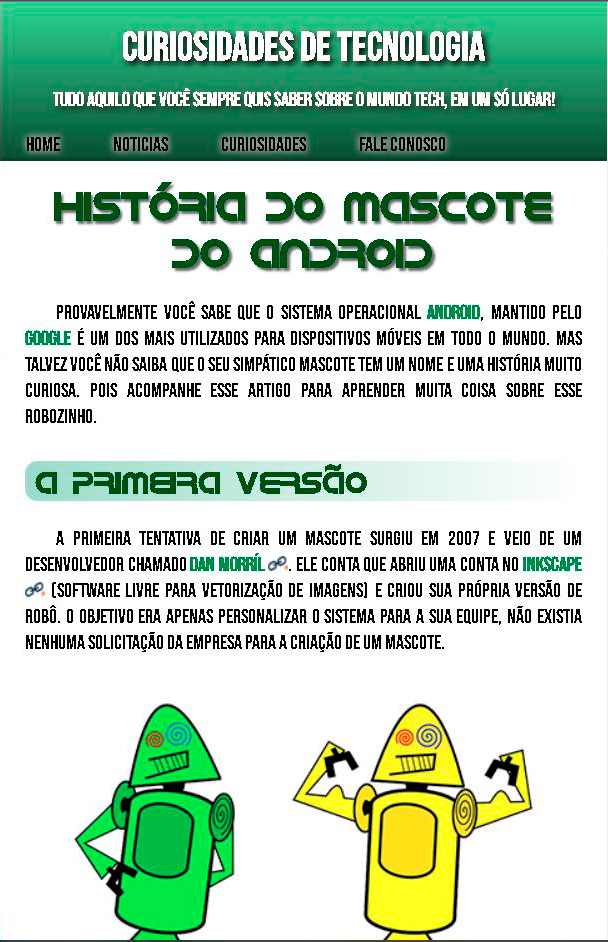 CURIOSIDADES DE TECNOLOGIA
TUDO AQUILO QUE VOCÊ SEMPRE QUIS SABER SOBRE O MUNDO TECH, EM UM SÓ LUGAR!
HOME NOTICIAS CURIOSIDADES FALE CONOSCO
HISTÓRIA DO MASCOTE
DO ANDROID
PROVAVELMENTE VOCÊ SABE QUE O SISTEMA OPERACIONAL ANDROID, MANTIDO PELO
GOOGLE É UM DOS MAIS UTILIZADOS PARA DISPOSITIVOS MÓVEIS EM TODO O MUNDO. MAS
TALVEZ VOCÊ NÃO SAIBA QUE O SEU SIMPÁTICO MASCOTE TEM UM NOME E UMA HISTÓRIA MUITO
CURIOSA. POIS ACOMPANHE ESSE ARTIGO PARA APRENDER MUITA COISA SOBRE ESSE
ROBOZINHO.
A PRIMEIRA VERSÃO
A PRIMEIRA TENTATIVA DE CRIAR UM MASCOTE SURGIU EM 2007 E VEIO DE UM
DESENVOLVEDOR CHAMADO DAN MORRÍL. ELE CONTA QUE ABRIU UMA CONTA NO INKSCAPE
(SOFTWARE LIVRE PARA VETORIZAÇÃO DE IMAGENS) E CRIOU SUA PRÓPRIA VERSÃO DE
ROBÔ. O OBJETIVO ERA APENAS PERSONALIZAR O SISTEMA PARA A SUA EQUIPE, NÃO EXISTIA
NENHUMA SOLICITAÇÃO DA EMPRESA PARA A CRIAÇÃO DE UM MASCOTE.